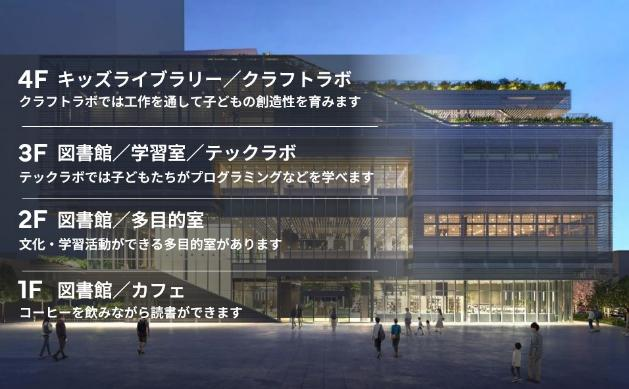 4F キッズライブラリー／クラフトラボ
クラフトラボでは工作を通して子どもの創造性を育みます
3F 図書館／学習室／テックラボ
テックラボでは子どもたちがプログラミングなどを学べます
2F 図書館／多目的室
文化・学習活動ができる多目的室があります
1F 図書館／カフェ
コーヒーを飲みながら読書ができます